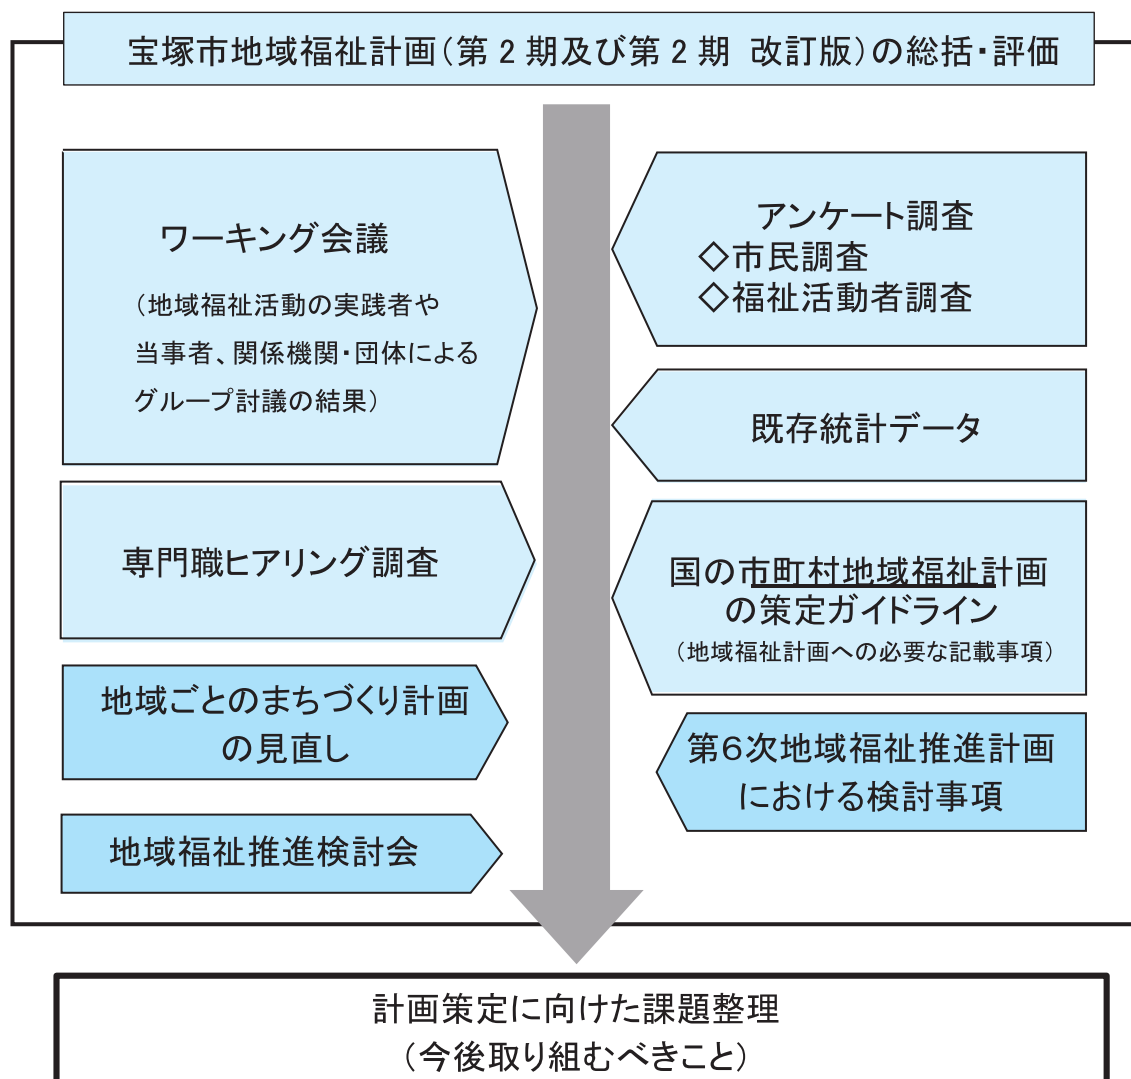 宝塚市地域福祉計画(第2期及び第2期 改訂版)の総括・評価
ワーキング会議
(地域福祉活動の実践者や
当事者、関係機関・団体による
グループ討議の結果)
専門職ヒアリング調査
地域ごとのまちづくり計画
の見直し
地域福祉推進検討会
アンケート調査
◇市民調査
◇福祉活動者調査
既存統計データ
国の市町村地域福祉計画
の策定ガイドライン
(地域福祉計画への必要な記載事項)
第6次地域福祉推進計画
における検討事項
計画策定に向けた課題整理
(今後取り組むべきこと)